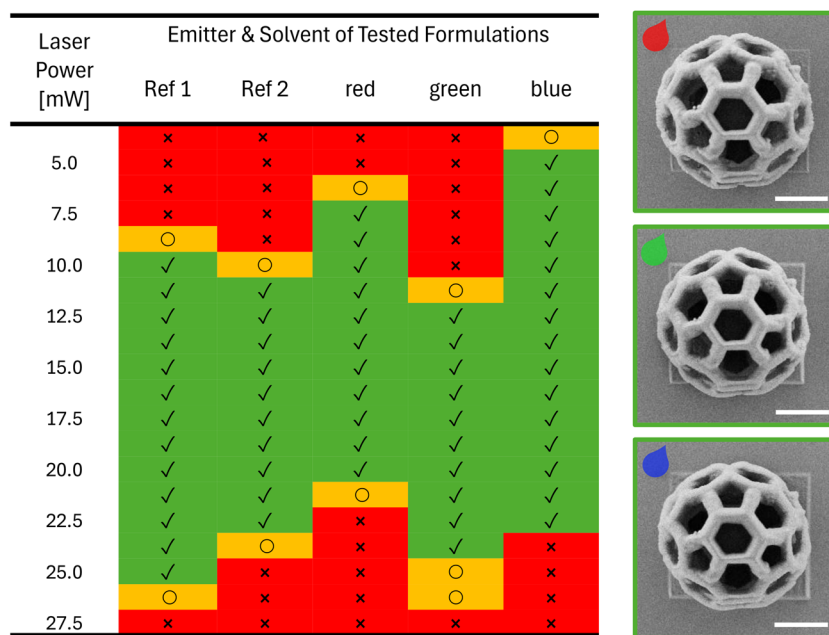 Emitter & Solvent of Tested Formulations
Laser
Power
[mW]
Ref 1 Ref 2 red green blue
× × × × ○
5.0 × × × × ✓
× × ○ × ✓
7.5 × × ✓ × ✓
○ × ✓ × ✓
10.0 ✓ ○ ✓ × ✓
✓ ✓ ✓ ○ ✓
12.5 ✓ ✓ ✓ ✓ ✓
✓ ✓ ✓ ✓ ✓
15.0 ✓ ✓ ✓ ✓ ✓
✓ ✓ ✓ ✓ ✓
17.5 ✓ ✓ ✓ ✓ ✓
✓ ✓ ✓ ✓ ✓
20.0 ✓ ✓ ✓ ✓ ✓
✓ ✓ ○ ✓ ✓
22.5 ✓ ✓ × ✓ ✓
✓ ○ × ✓ ×
25.0 ✓ × × ○ ×
○ × × ○ ×
27.5 × × × × ×